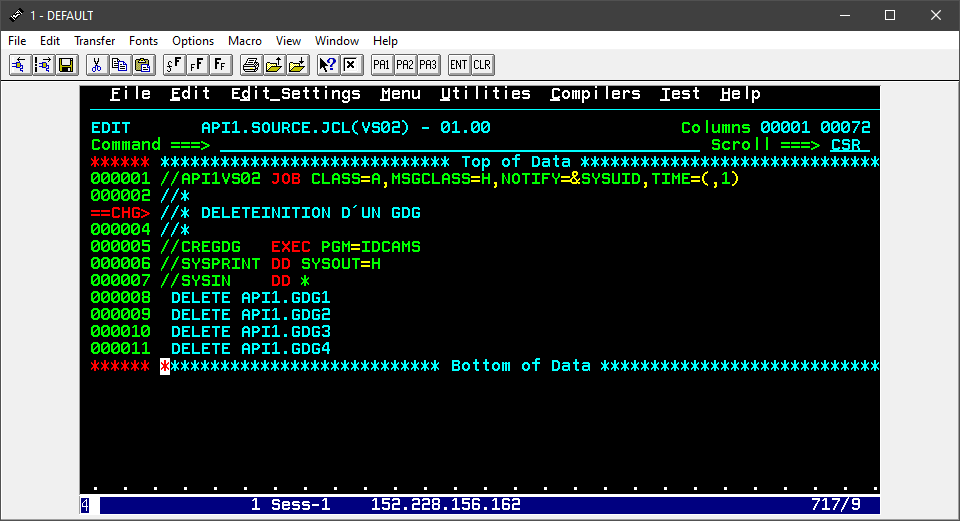 1 - DEFAULT
File Edit Transfer Fonts Options Macro View Window Help
PA1 PA2 PA3 ENT CLR
File Edit Edit_Settings Menu Utilities Compilers Test Help
EDIT API1.SOURCE.JCL(VS02) - 01.00 Columns 00001 00072
Command ===> Scroll ===> CSR
****** ***************************** Top of Data ******************************
000001 //API1VS02 JOB CLASS=A,MSGCLASS=H,NOTIFY=&SYSUID,TIME=(,1)
000002 //*
==CHG> //* DELETEINITION D´UN GDG
000004 //*
000005 //CREGDG EXEC PGM=IDCAMS
000006 //SYSPRINT DD SYSOUT=H
000007 //SYSIN DD *
000008 DELETE API1.GDG1
000009 DELETE API1.GDG2
000010 DELETE API1.GDG3
000011 DELETE API1.GDG4
****** **************************** Bottom of Data ****************************
4 1 Sess-1 152.228.156.162 717/9